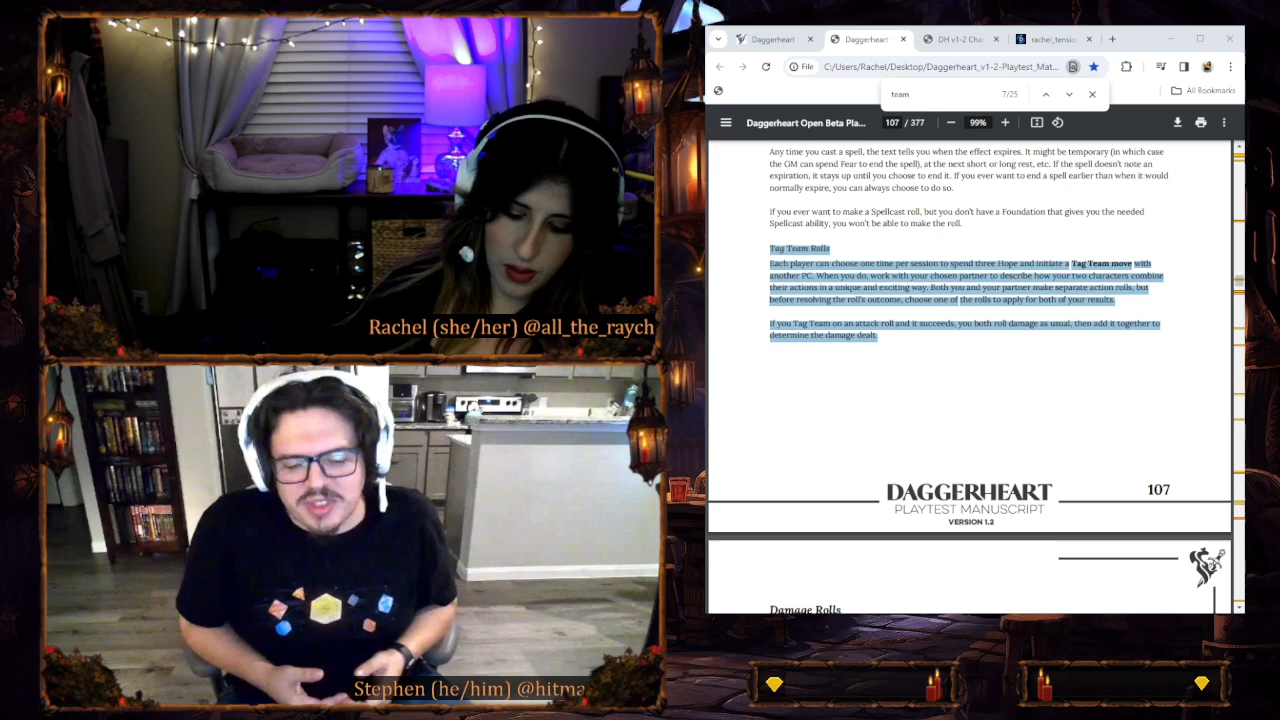 Rachel (she/her) @all_the_raych
Stephen (he/him) @hitma
Daggerheart
Daggerheart
DH v1-2 Cha
rachel_tensio
File
C:/Users/Rachel/Desktop/Daggerheart_v1-2-Playtest_Mat...
team
7/25
All Bookmarks
Daggerheart Open Beta Pla...
107 / 377
99%
Any time you cast a spell, the text tells you when the effect expires. It might be temporary (in which case
the GM can spend Fear to end the spell), at the next short or long rest, etc. If the spell doesn't note an
expiration, it stays up until you choose to end it. If you ever want to end a spell earlier than when it would
normally expire, you can always choose to do so.
If you ever want to make a Spellcast roll, but you don't have a Foundation that gives you the needed
Spellcast ability, you won't be able to make the roll.
Tag Team Rolls
Each player can choose one time per session to spend three Hope and initiate a Tag Team move with
another PC. When you do, work with your chosen partner to describe how your two characters combine
their actions in a unique and exciting way. Both you and your partner make separate action rolls, but
before resolving the roll's outcome, choose one of the rolls to apply for both of your results.
If you Tag Team on an attack roll and it succeeds, you both roll damage as usual, then add it together to
determine the damage dealt.
DAGGERHEART
PLAYTEST MANUSCRIPT
VERSION 1.2
107
Damage Rolls